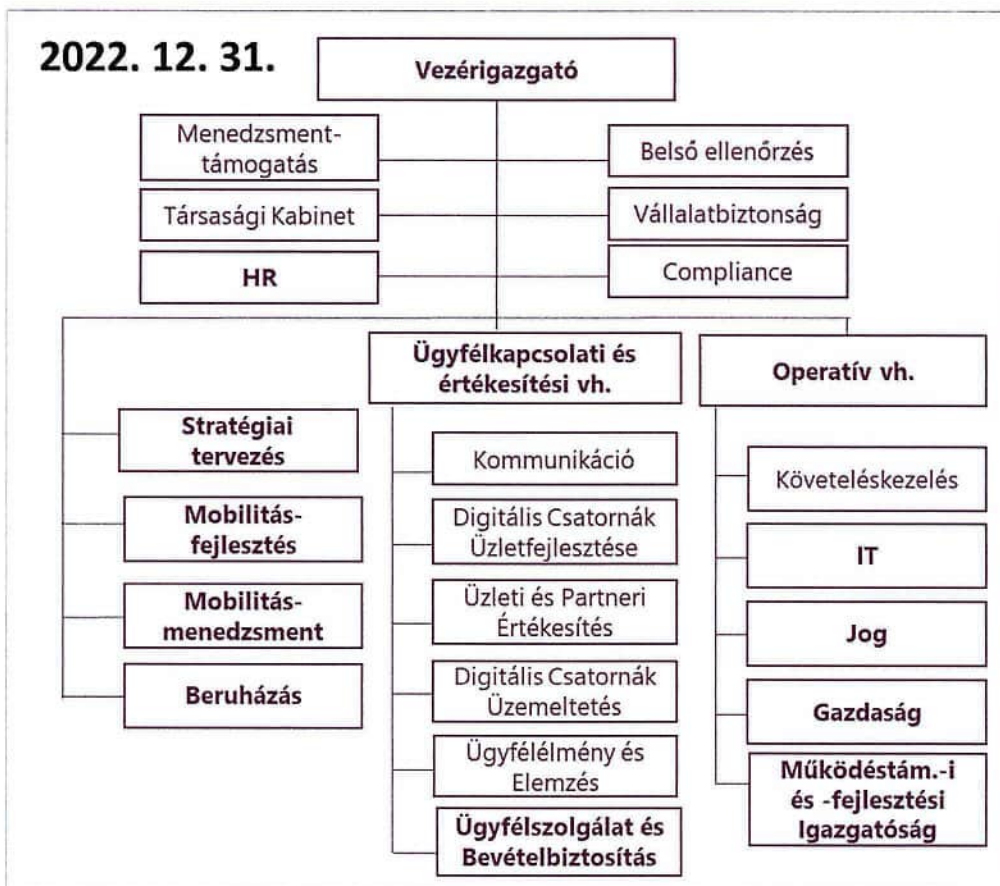 2022. 12. 31.
Vezérigazgató
Menedzsment-
támogatás
Belső ellenőrzés
Társasági Kabinet
Vállalatbiztonság
HR
Compliance
Ügyfélkapcsolati és
értékesítési vh.
Operatív vh.
Stratégiai
tervezés
Mobilitás-
fejlesztés
Mobilitás-
menedzsment
Beruházás
Kommunikáció
Digitális Csatornák
Üzletfejlesztése
Üzleti és Partneri
Értékesítés
Digitális Csatornák
Üzemeltetés
Ügyfélélmény és
Elemzés
Ügyfélszolgálat és
Bevételbiztosítás
Követeléskezelés
IT
Jog
Gazdaság
Működéstám.-i
és -fejlesztési
Igazgatóság